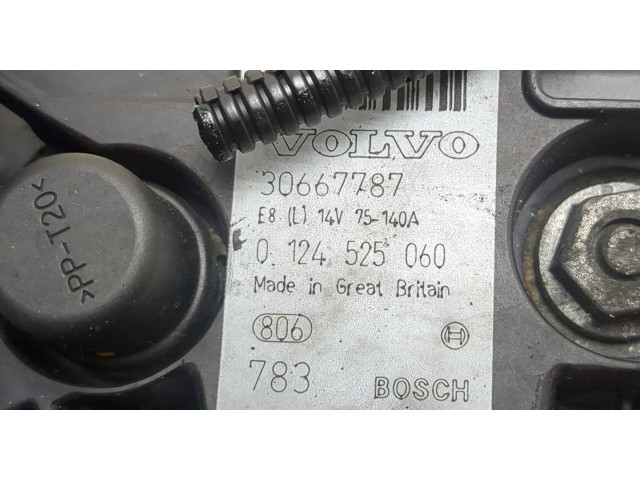 VOLVO
30667787
E8 (L) 14V 75-140A
0 124 525 060
Made in Great Britain
806
783 BOSCH
>PP-T20<